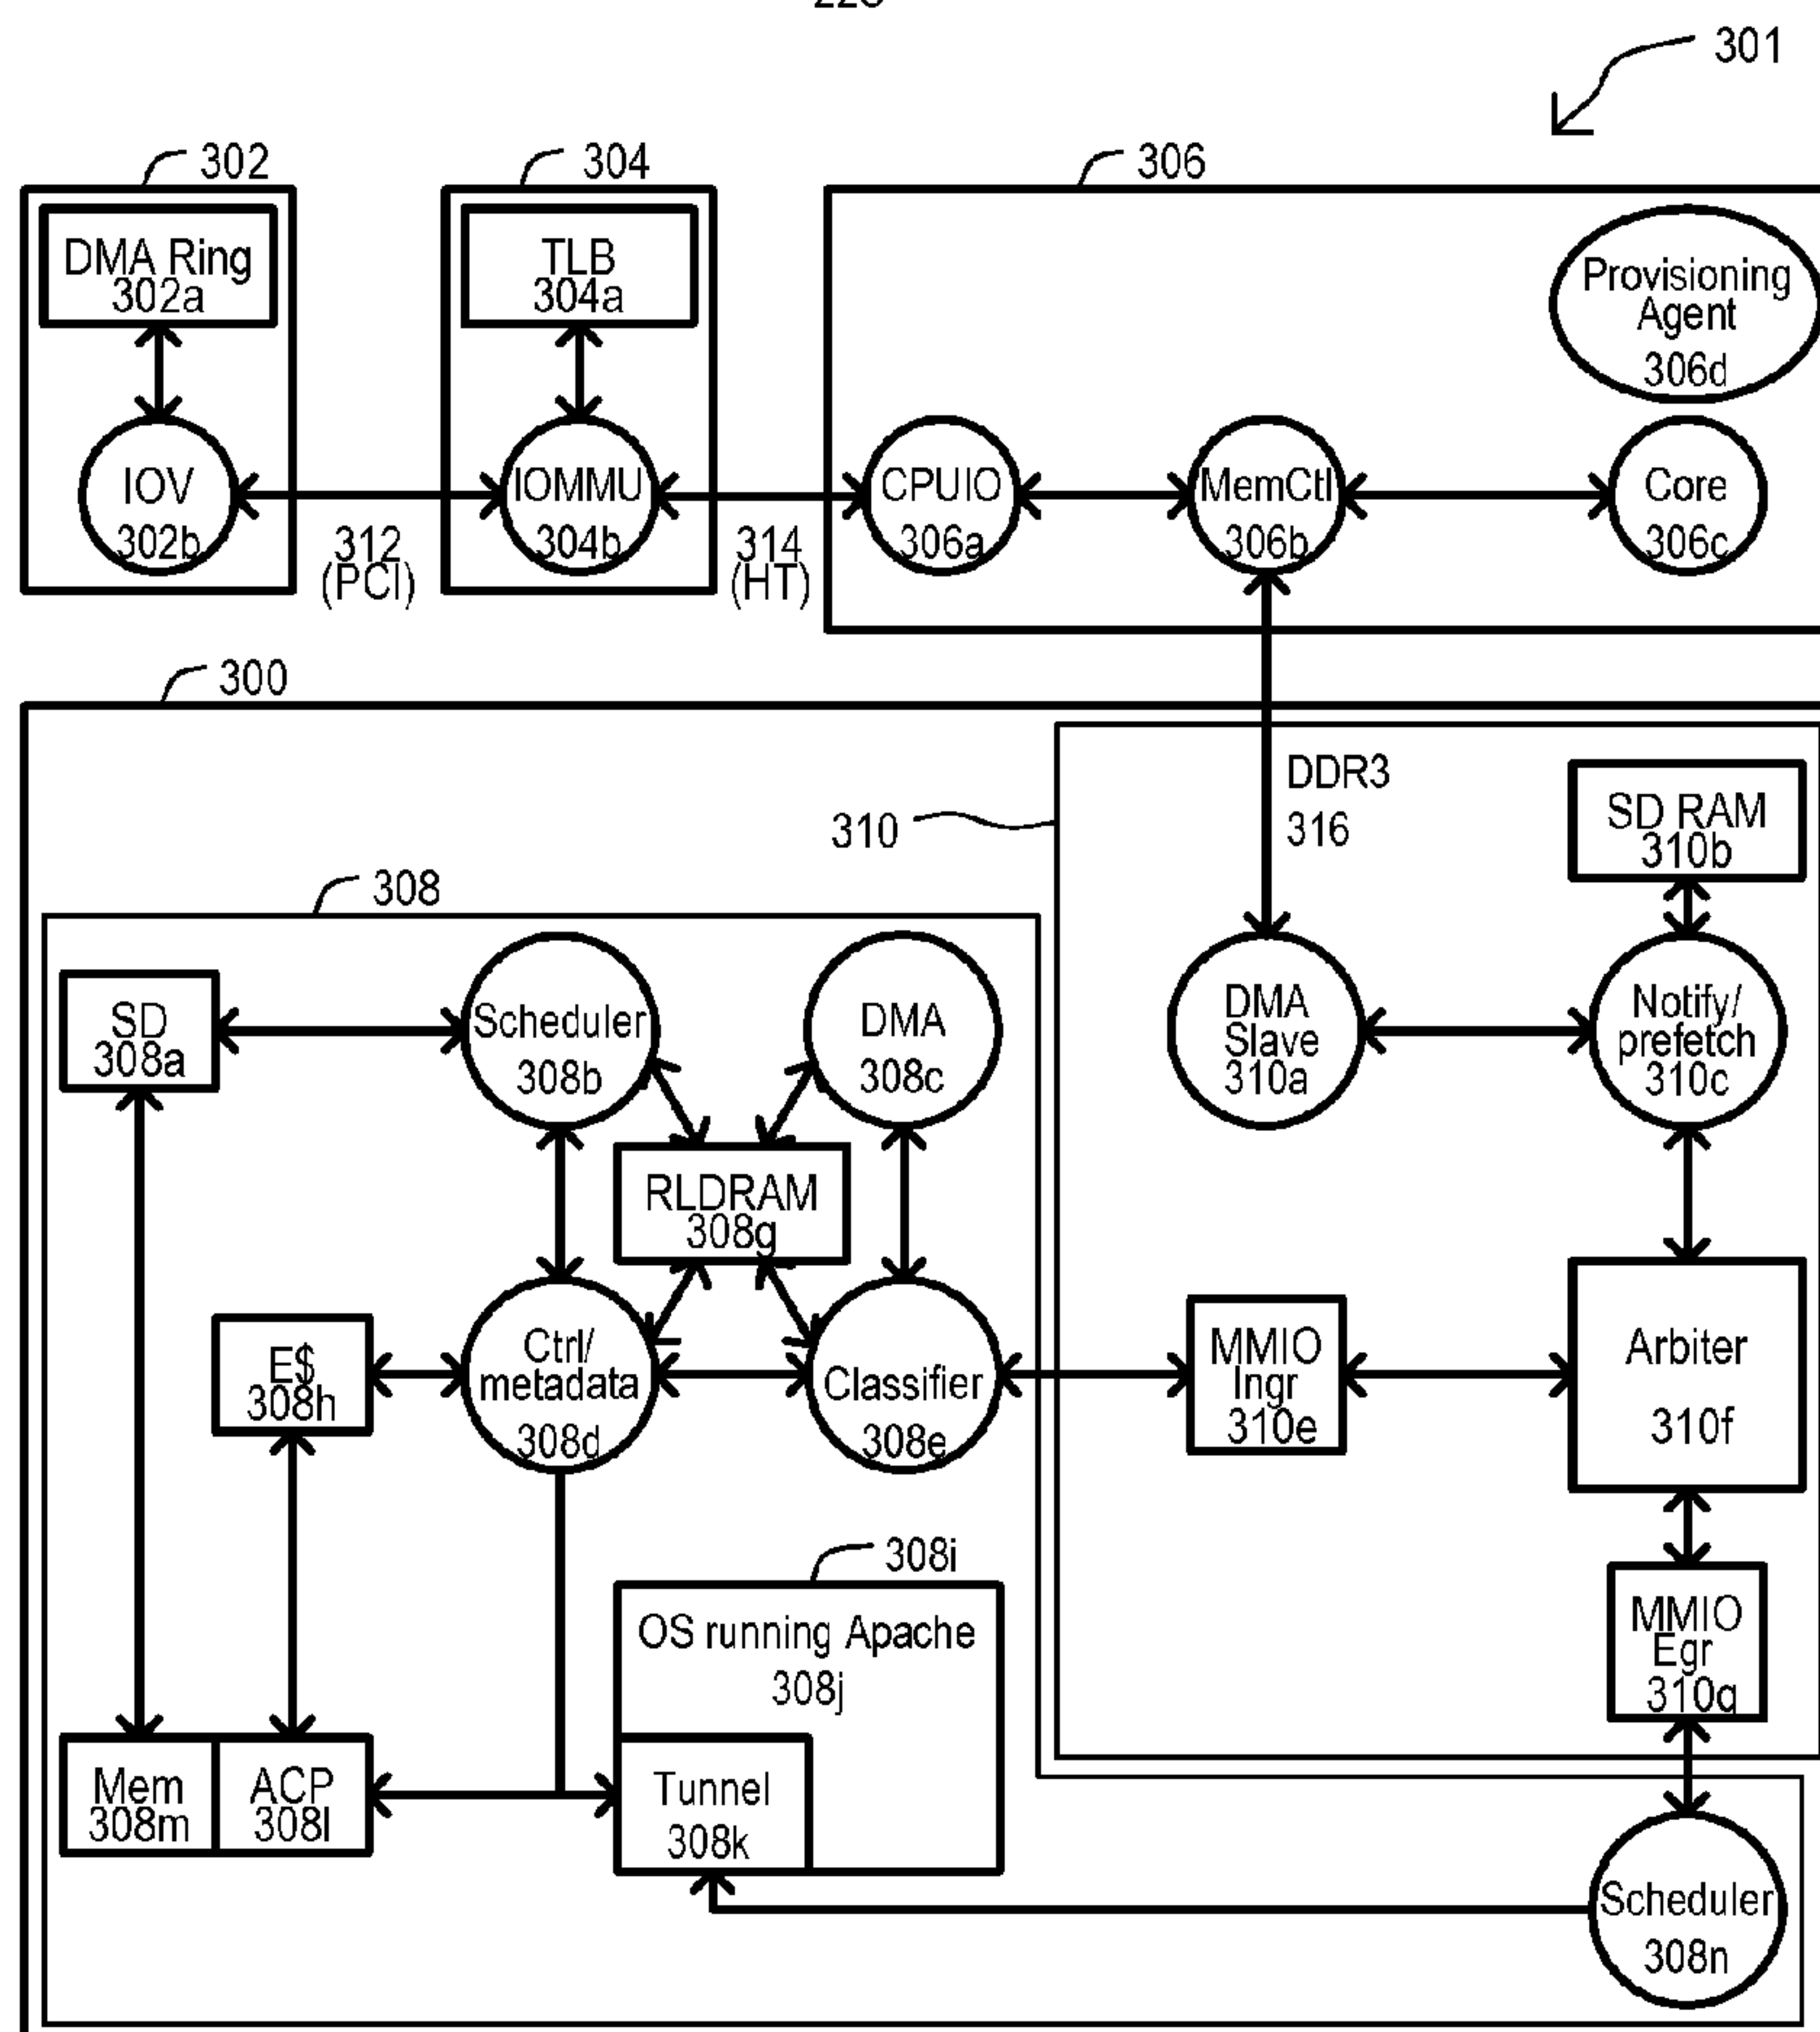 301
302
304
306
DMA Ring
302a
TLB
304a
Provisioning
Agent
306d
IOV
302b
IOMMU
304b
CPUIO
306a
MemCtl
306b
Core
306c
312
(PCI)
314
(HT)
300
DDR3
316
310
SD RAM
310b
308
SD
308a
Scheduler
308b
DMA
308c
DMA
Slave
310a
Notify/
prefetch
310c
RLDRAM
308g
E$
308h
Ctrl/
metadata
308d
Classifier
308e
MMIO
Ingr
310e
Arbiter
310f
308i
OS running Apache
308j
MMIO
Egr
310g
Mem
308m
ACP
308l
Tunnel
308k
Scheduler
308n